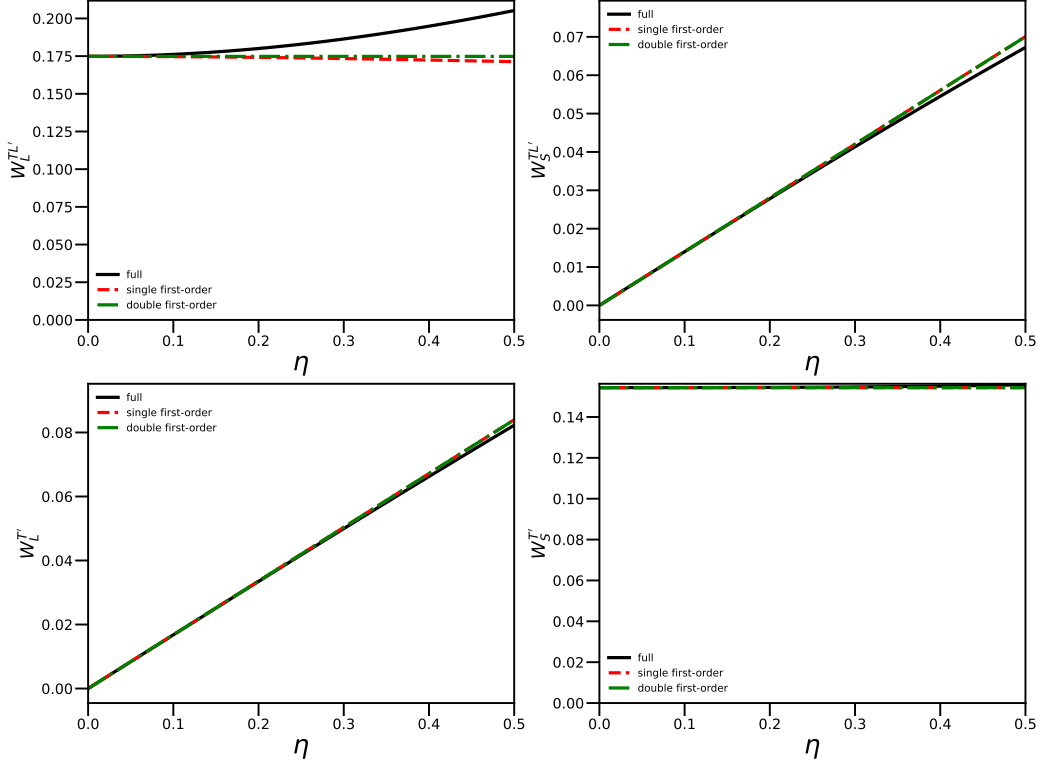 0.200
0.175
0.150
0.125
0.100
0.075
0.050
0.025
0.000
0.0 0.1 0.2 0.3 0.4 0.5
W_L^{TL'}
η
full
single first-order
double first-order
0.07
0.06
0.05
0.04
0.03
0.02
0.01
0.00
0.0 0.1 0.2 0.3 0.4 0.5
W_S^{TL'}
η
full
single first-order
double first-order
0.08
0.06
0.04
0.02
0.00
0.0 0.1 0.2 0.3 0.4 0.5
W_L^{T'}
η
full
single first-order
double first-order
0.14
0.12
0.10
0.08
0.06
0.04
0.02
0.00
0.0 0.1 0.2 0.3 0.4 0.5
W_S^{T'}
η
full
single first-order
double first-order